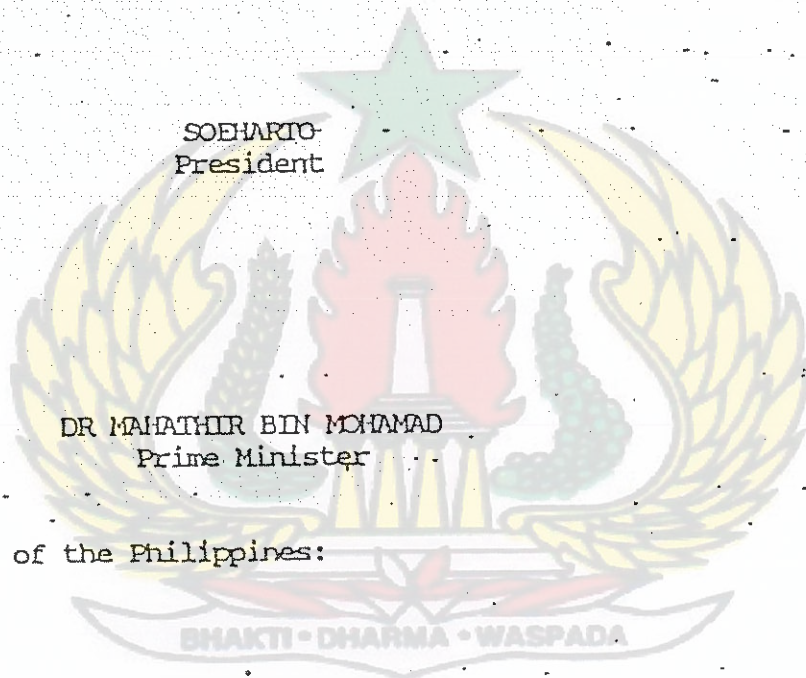 SOEHARTO
President
DR MAHATHIR BIN MOHAMAD
Prime Minister
of the Philippines:
BHAKTI • DHARMA • WASPADA